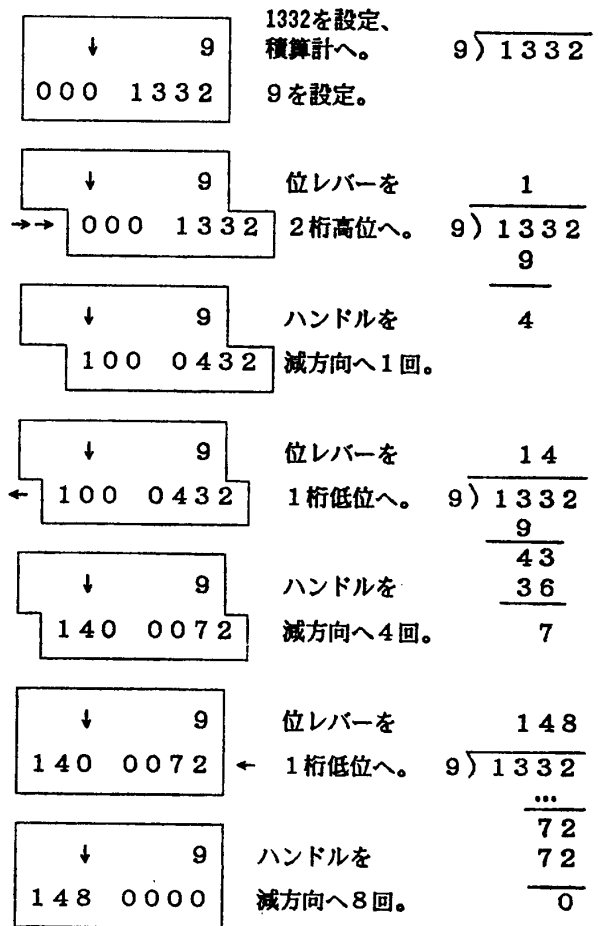 1332を設定、
↓ 9 積算計へ。 9) 1332
000 1332 9を設定。
↓ 9 位レバーを 1
→→ 000 1332 2桁高位へ。 9) 1332
9
↓ 9 ハンドルを 4
100 0432 減方向へ1回。
↓ 9 位レバーを 14
← 100 0432 1桁低位へ。 9) 1332
9
43
↓ 9 ハンドルを 36
140 0072 減方向へ4回。 7
↓ 9 位レバーを 148
140 0072 ← 1桁低位へ。 9) 1332
…
72
↓ 9 ハンドルを 72
148 0000 減方向へ8回。 0